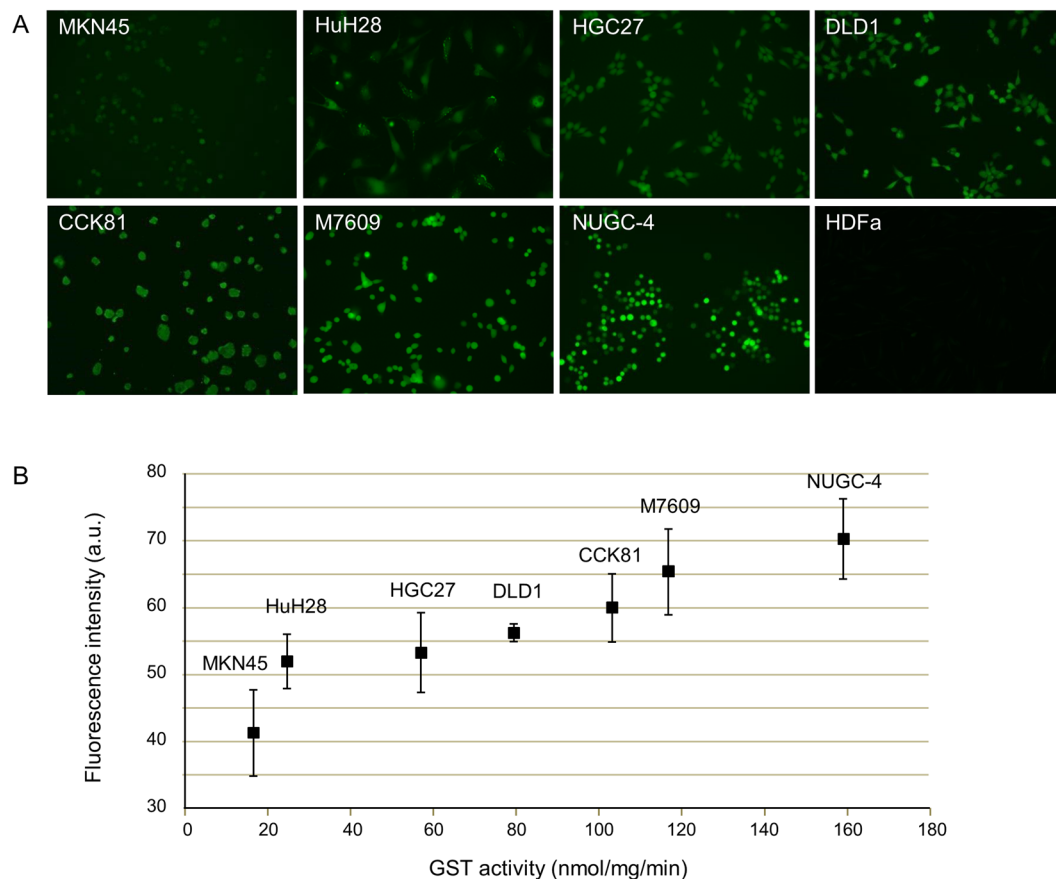 A
MKN45
HuH28
HGC27
DLD1
CCK81
M7609
NUGC-4
HDFa
B
80
70
60
50
40
30
Fluorescence intensity (a.u.)
MKN45
HuH28
HGC27
DLD1
CCK81
M7609
NUGC-4
0 20 40 60 80 100 120 140 160 180
GST activity (nmol/mg/min)